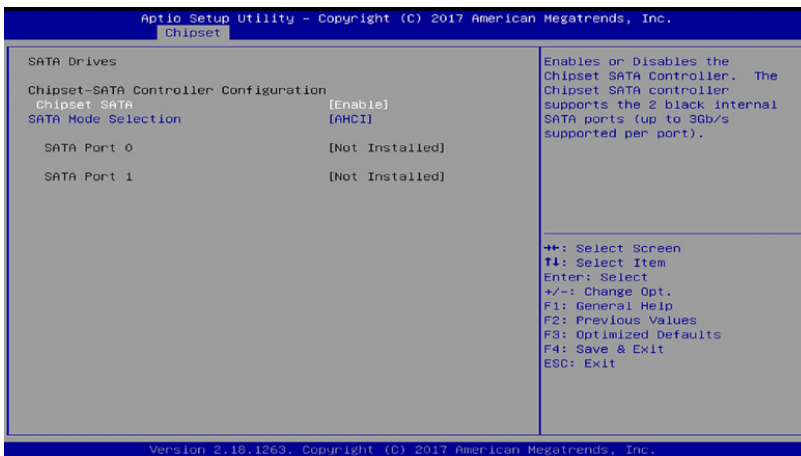 Aptio Setup Utility – Copyright (C) 2017 American Megatrends, Inc.
Chipset
SATA Drives
Chipset-SATA Controller Configuration
Chipset SATA [Enable]
SATA Mode Selection [AHCI]
SATA Port 0 [Not Installed]
SATA Port 1 [Not Installed]
Enables or Disables the
Chipset SATA Controller. The
Chipset SATA controller
supports the 2 black internal
SATA ports (up to 3Gb/s
supported per port).
→←: Select Screen
↑↓: Select Item
Enter: Select
+/-: Change Opt.
F1: General Help
F2: Previous Values
F3: Optimized Defaults
F4: Save & Exit
ESC: Exit
Version 2.18.1263. Copyright (C) 2017 American Megatrends, Inc.